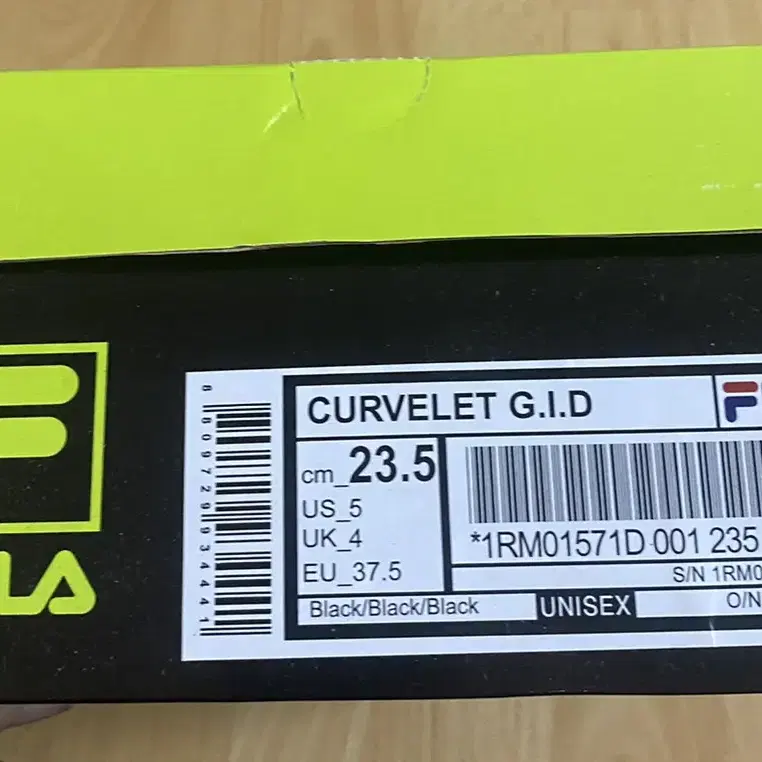 LA
8 809729 934441
CURVELET G.I.D
cm_23.5
US_5
UK_4
EU_37.5
*1RM01571D 001 235
S/N 1RM0
Black/Black/Black
UNISEX
O/N